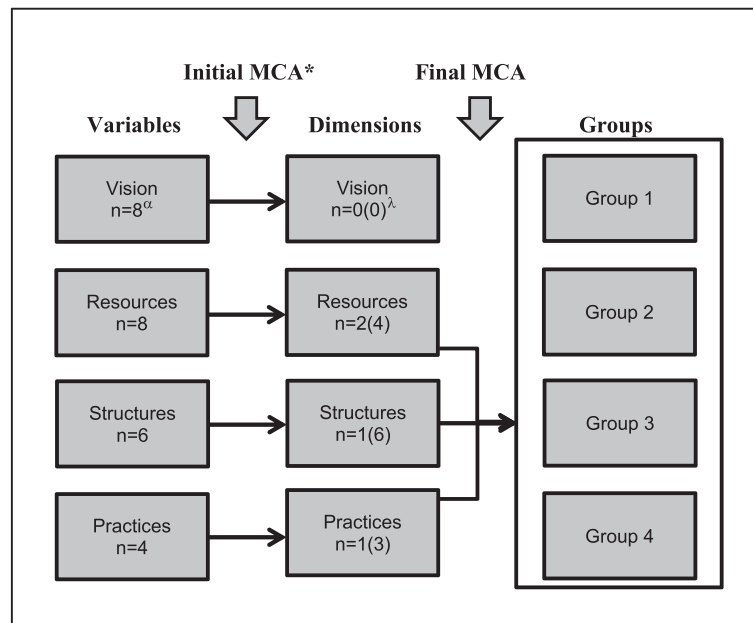 Initial MCA* Final MCA
Variables Dimensions Groups
Vision
n=8^α
Vision
n=0(0)^λ
Group 1
Resources
n=8
Resources
n=2(4)
Group 2
Structures
n=6
Structures
n=1(6)
Group 3
Practices
n=4
Practices
n=1(3)
Group 4